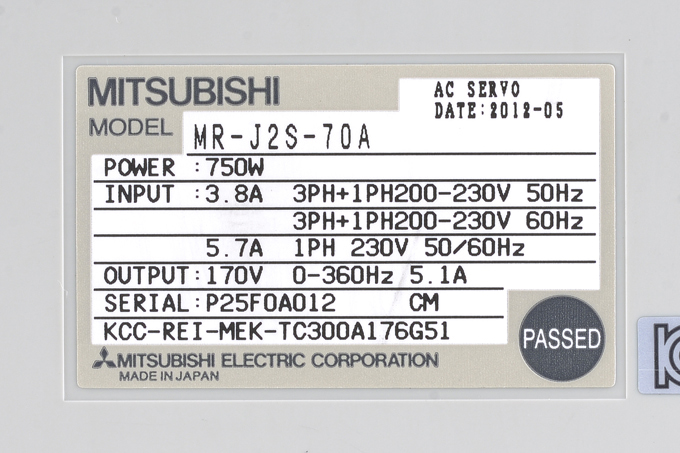 MITSUBISHI
AC SERVO
DATE:2012-05
MODEL MR-J2S-70A
POWER :750W
INPUT :3.8A 3PH+1PH200-230V 50Hz
3PH+1PH200-230V 60Hz
5.7A 1PH 230V 50/60Hz
OUTPUT:170V 0-360Hz 5.1A
SERIAL:P25F0A012 CM
KCC-REI-MEK-TC300A176G51
PASSED
MITSUBISHI ELECTRIC CORPORATION
MADE IN JAPAN